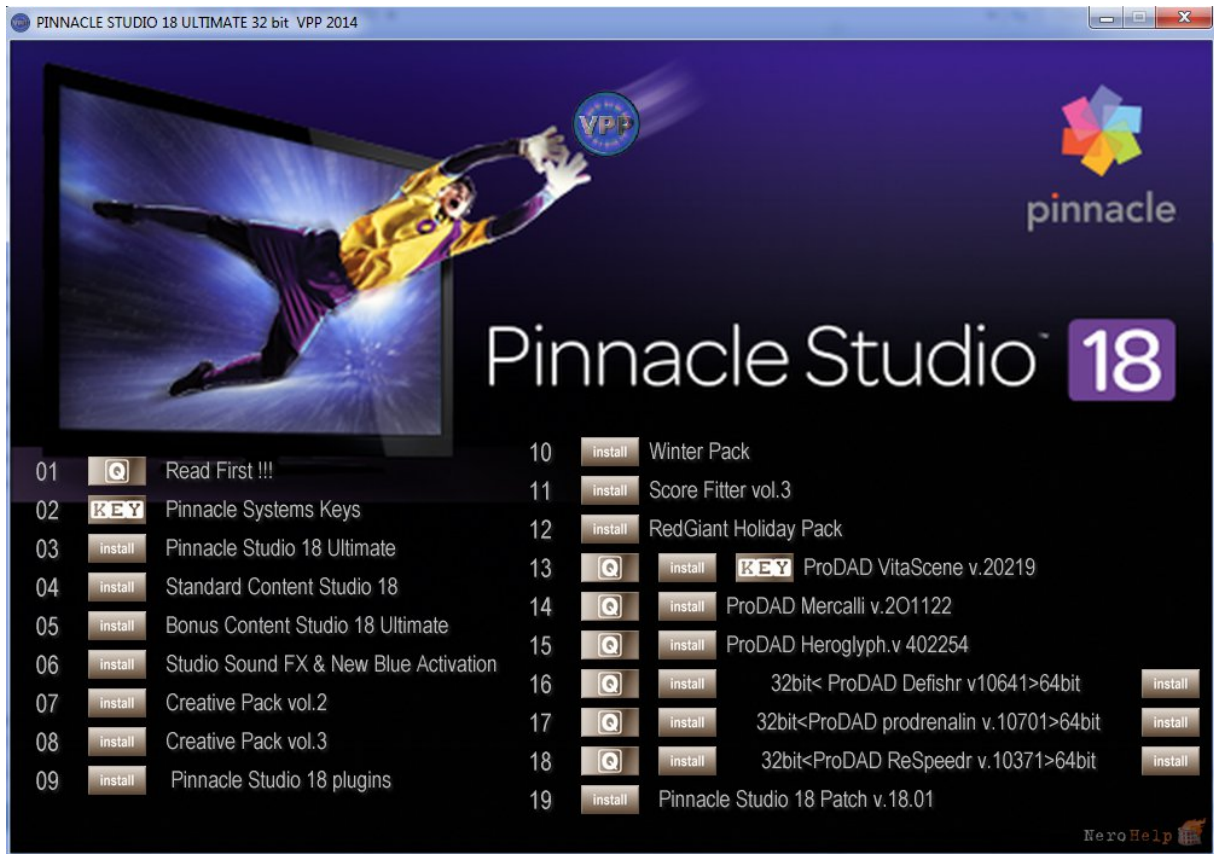 PINNACLE STUDIO 18 ULTIMATE 32 bit VPP 2014
VPP
pinnacle
Pinnacle Studio™ 18
01 Q Read First !!!
02 KEY Pinnacle Systems Keys
03 install Pinnacle Studio 18 Ultimate
04 install Standard Content Studio 18
05 install Bonus Content Studio 18 Ultimate
06 install Studio Sound FX & New Blue Activation
07 install Creative Pack vol.2
08 install Creative Pack vol.3
09 install Pinnacle Studio 18 plugins
10 install Winter Pack
11 install Score Fitter vol.3
12 install RedGiant Holiday Pack
13 Q install KEY ProDAD VitaScene v.20219
14 Q install ProDAD Mercalli v.2O1122
15 Q install ProDAD Heroglyph.v 402254
16 Q install 32bit< ProDAD Defishr v10641>64bit install
17 Q install 32bit<ProDAD prodrenalin v.10701>64bit install
18 Q install 32bit<ProDAD ReSpeedr v.10371>64bit install
19 install Pinnacle Studio 18 Patch v.18.01
NeroHelp